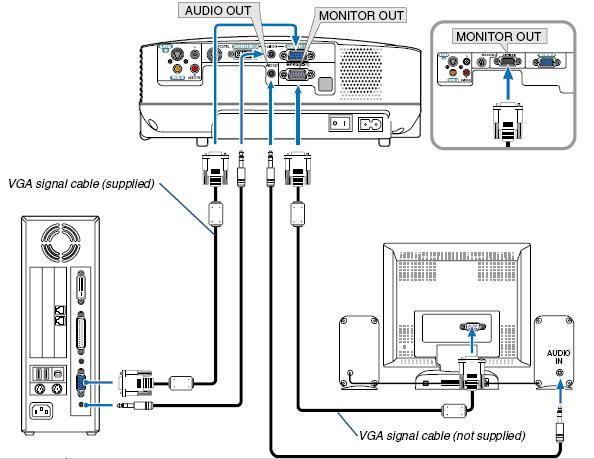 AUDIO OUT
MONITOR OUT
MONITOR OUT
VGA signal cable (supplied)
AUDIO
IN
VGA signal cable (not supplied)